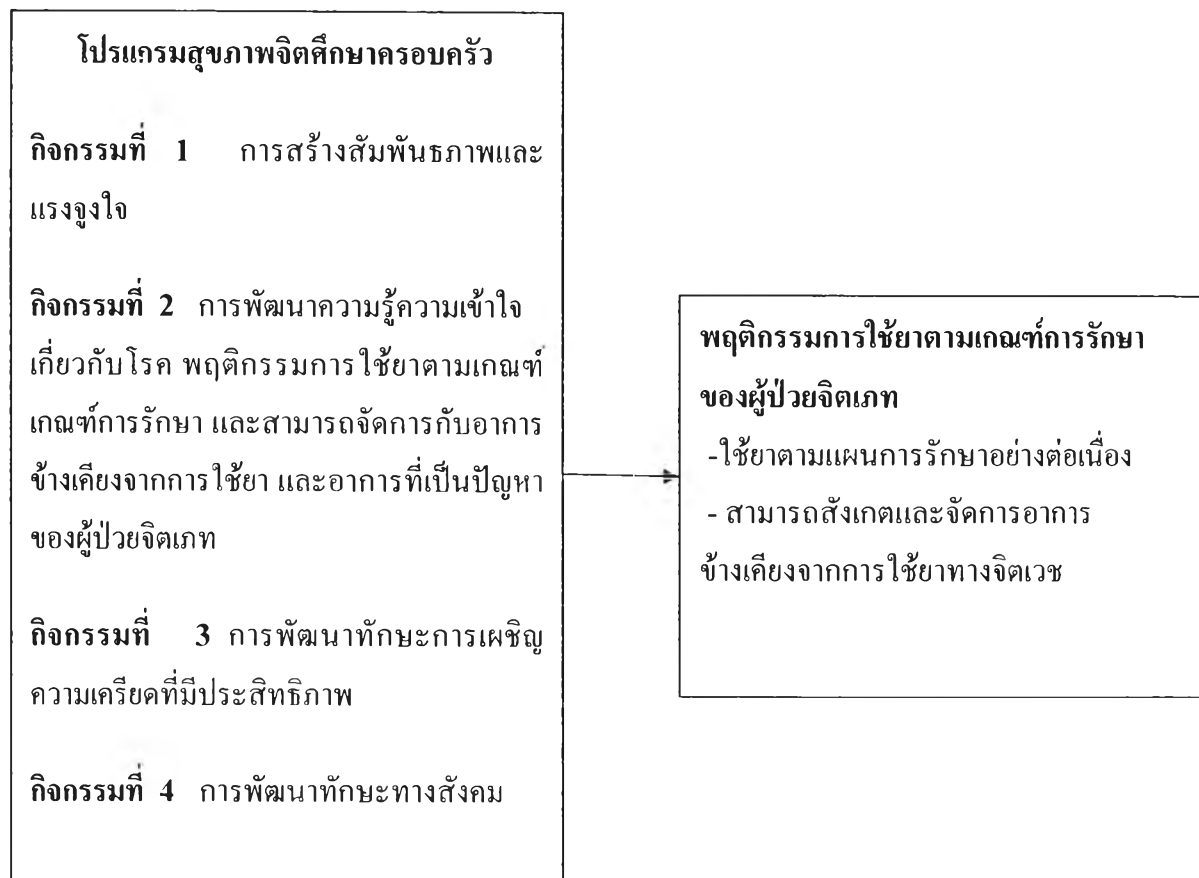 โปรแกรมสุขภาพจิตศึกษาครอบครัว
กิจกรรมที่ 1 การสร้างสัมพันธภาพและ
แรงจูงใจ
กิจกรรมที่ 2 การพัฒนาความรู้ความเข้าใจ
เกี่ยวกับโรค พฤติกรรมการใช้ยาตามเกณฑ์
เกณฑ์การรักษา และสามารถจัดการกับอาการ
ข้างเคียงจากการใช้ยา และอาการที่เป็นปัญหา
ของผู้ป่วยจิตเภท
กิจกรรมที่ 3 การพัฒนาทักษะการเผชิญ
ความเครียดที่มีประสิทธิภาพ
กิจกรรมที่ 4 การพัฒนาทักษะทางสังคม
พฤติกรรมการใช้ยาตามเกณฑ์การรักษา
ของผู้ป่วยจิตเภท
-ใช้ยาตามแผนการรักษาอย่างต่อเนื่อง
- สามารถสังเกตและจัดการอาการ
ข้างเคียงจากการใช้ยาทางจิตเวช